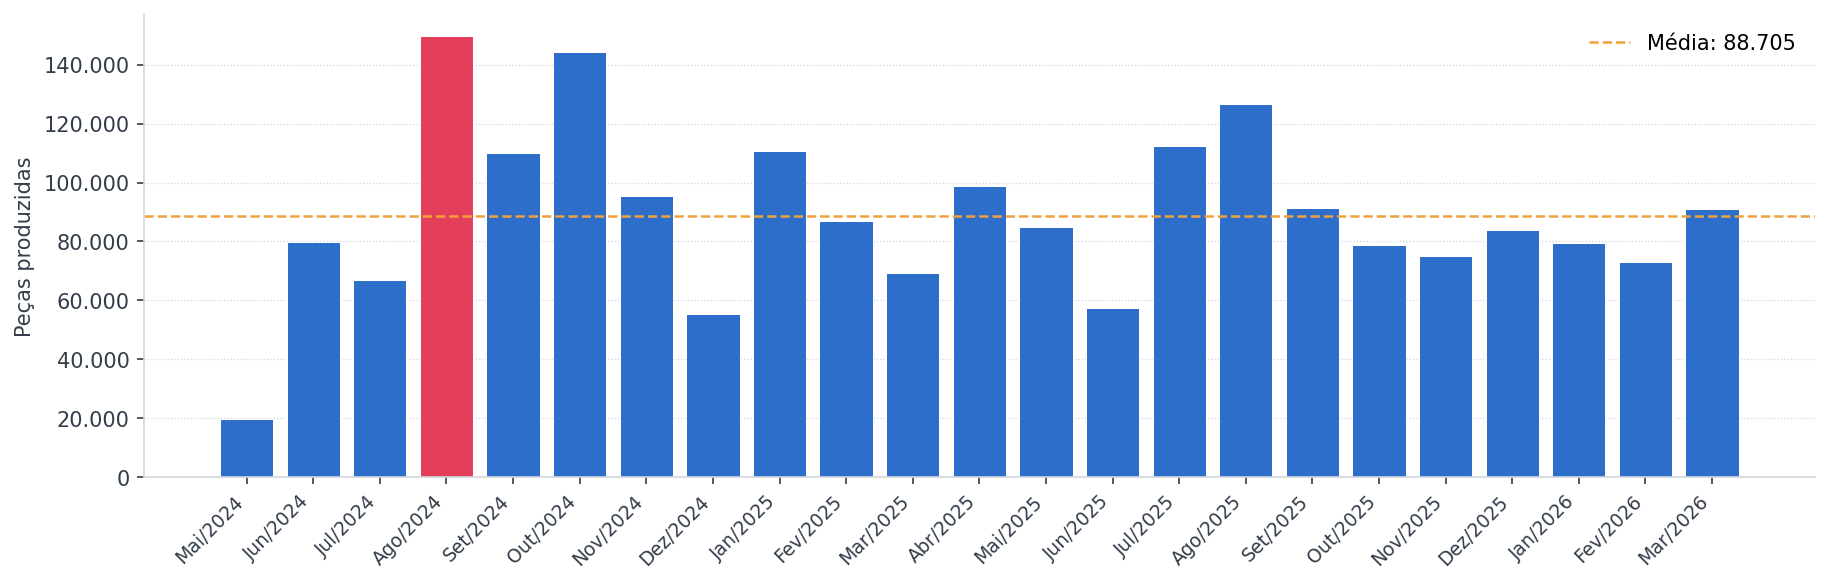 Média: 88.705
Peças produzidas
140.000
120.000
100.000
80.000
60.000
40.000
20.000
0
Mai/2024
Jun/2024
Jul/2024
Ago/2024
Set/2024
Out/2024
Nov/2024
Dez/2024
Jan/2025
Fev/2025
Mar/2025
Abr/2025
Mai/2025
Jun/2025
Jul/2025
Ago/2025
Set/2025
Out/2025
Nov/2025
Dez/2025
Jan/2026
Fev/2026
Mar/2026